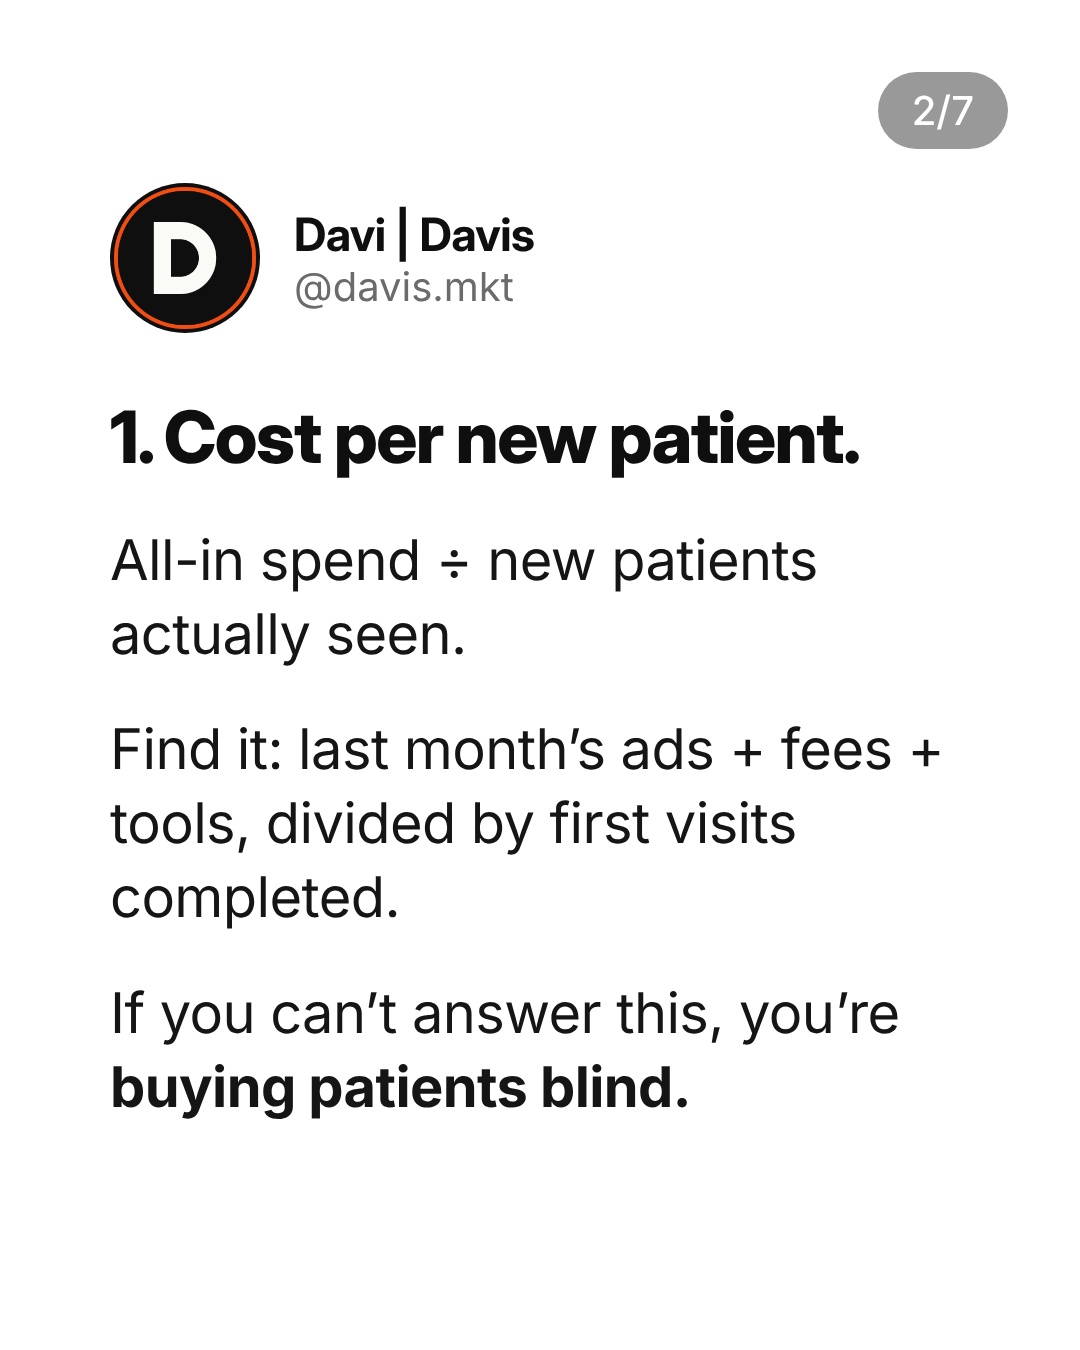 2/7
D
Davi | Davis
@davis.mkt
1. Cost per new patient.
All-in spend ÷ new patients
actually seen.
Find it: last month’s ads + fees +
tools, divided by first visits
completed.
If you can’t answer this, you’re
buying patients blind.